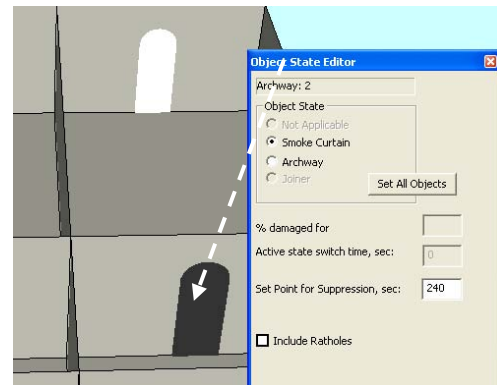 Object State Editor
Archway: 2
Object State
Not Applicable
Smoke Curtain
Archway
Joiner
Set All Objects
% damaged for
Active state switch time, sec:
0
Set Point for Suppression, sec:
240
Include Ratholes